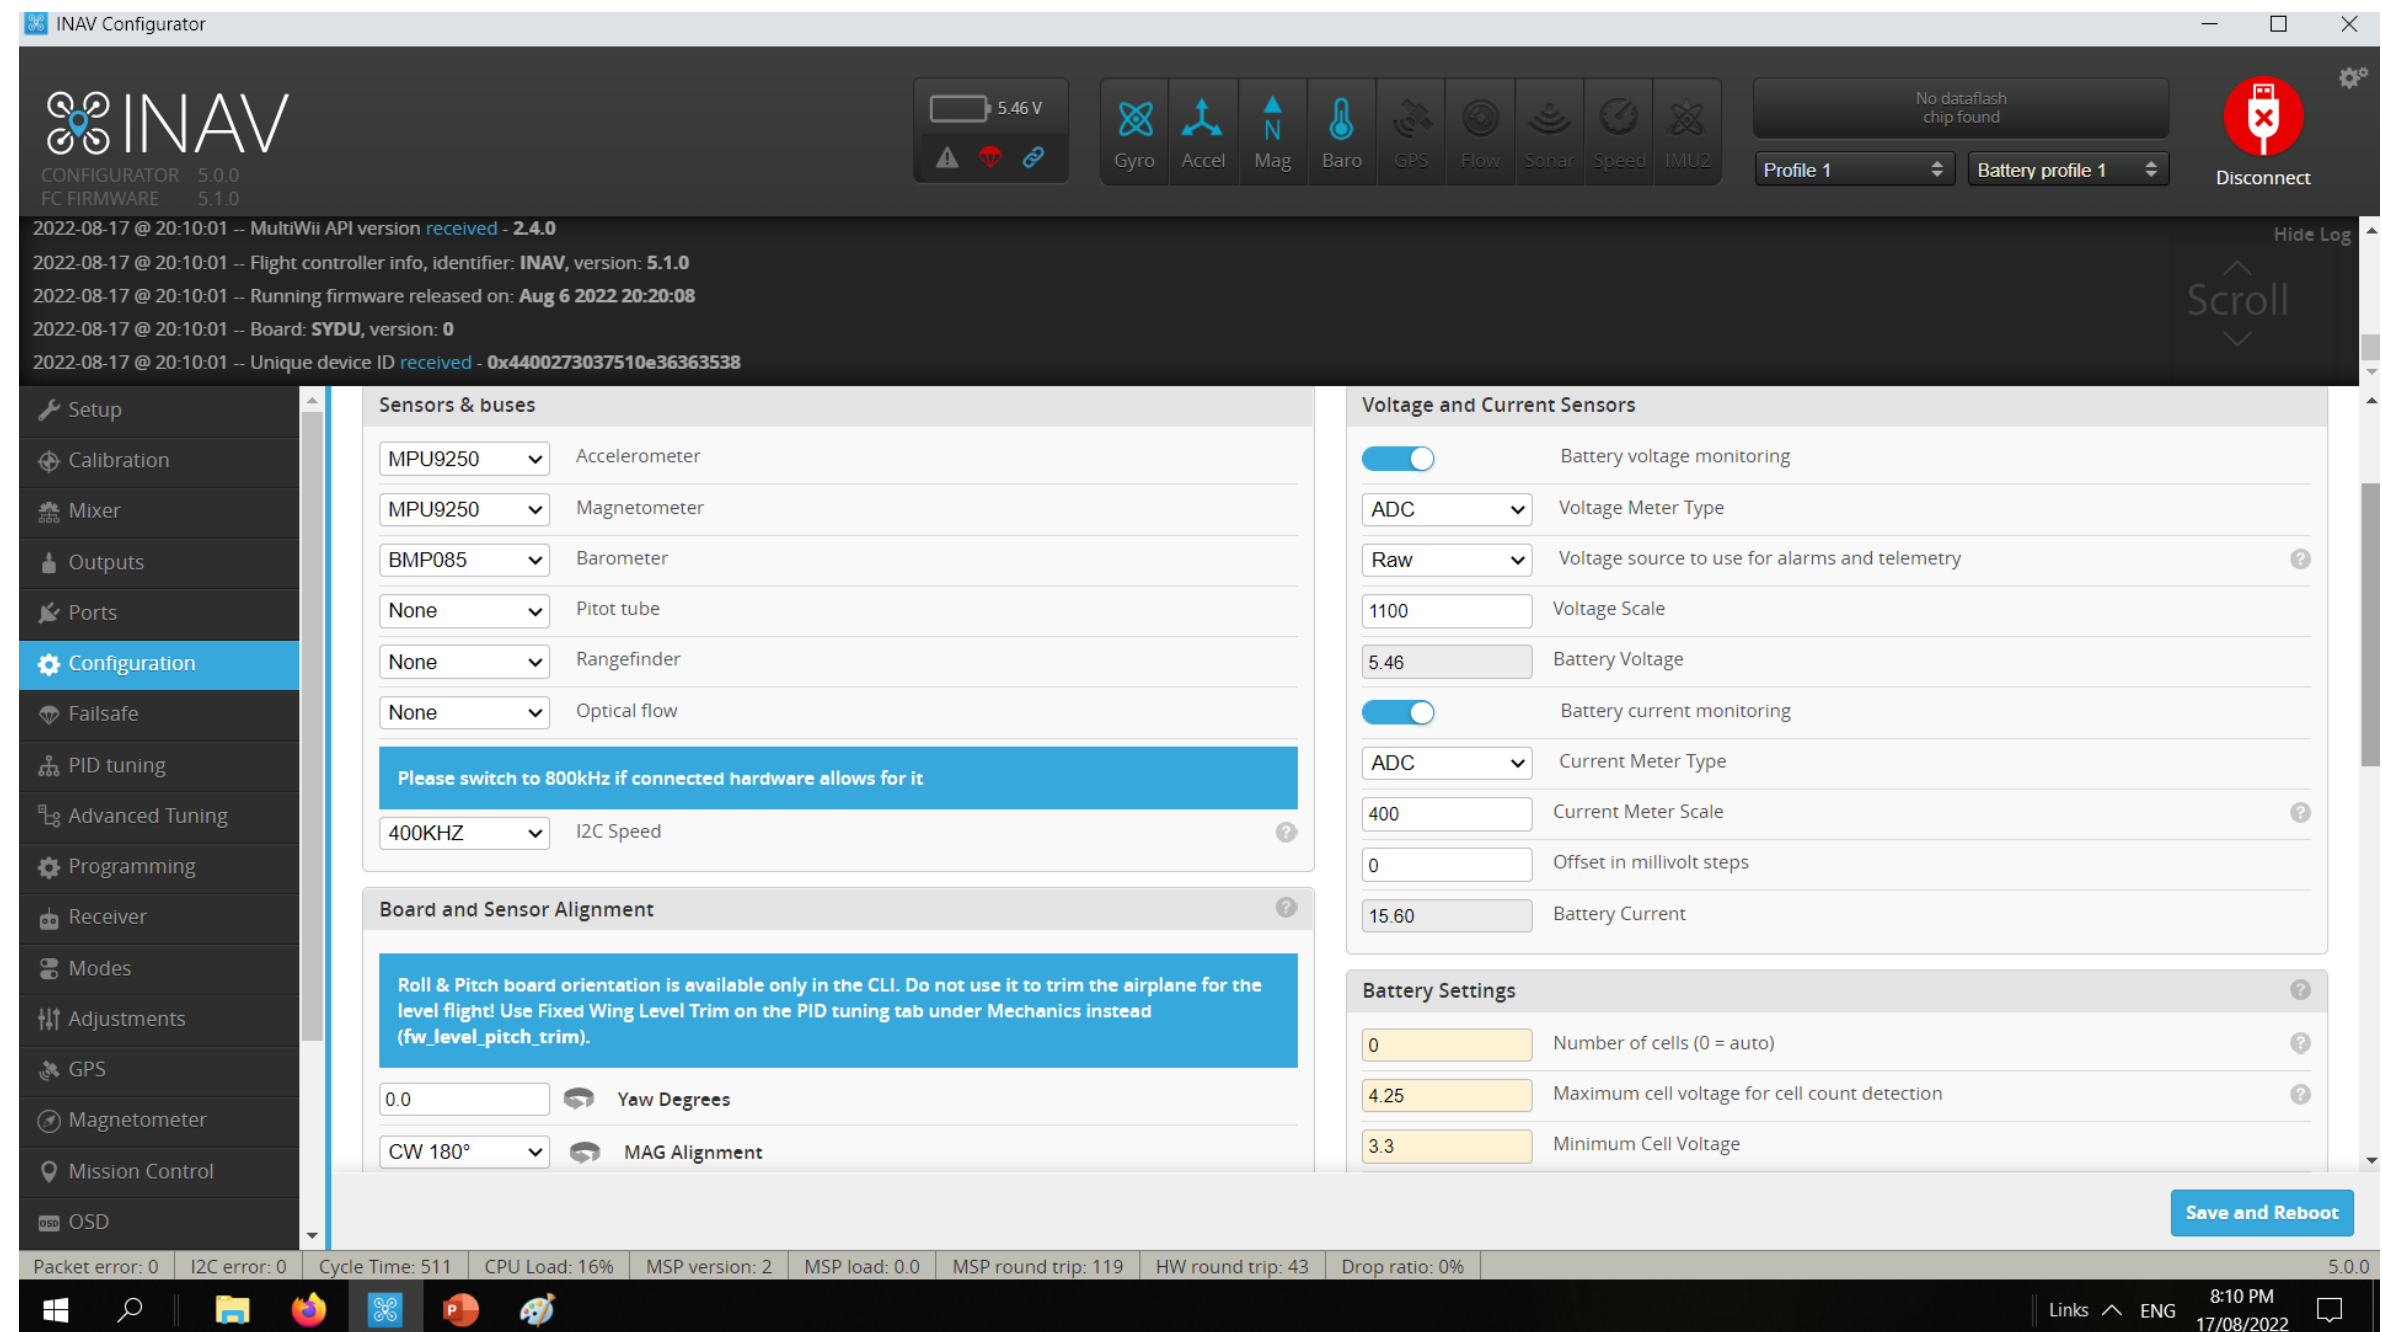 INAV Configurator
INAV
CONFIGURATOR 5.0.0
FC FIRMWARE 5.1.0
5.46 V
Gyro Accel Mag Baro GPS Flow Sonar Speed IMU2
No dataflash
chip found
Profile 1
Battery profile 1
Disconnect
2022-08-17 @ 20:10:01 -- MultiWii API version received - 2.4.0
2022-08-17 @ 20:10:01 -- Flight controller info, identifier: INAV, version: 5.1.0
2022-08-17 @ 20:10:01 -- Running firmware released on: Aug 6 2022 20:20:08
2022-08-17 @ 20:10:01 -- Board: SYDU, version: 0
2022-08-17 @ 20:10:01 -- Unique device ID received - 0x4400273037510e36363538
Hide Log
Scroll
Setup
Calibration
Mixer
Outputs
Ports
Configuration
Failsafe
PID tuning
Advanced Tuning
Programming
Receiver
Modes
Adjustments
GPS
Magnetometer
Mission Control
OSD OSD
Sensors & buses
MPU9250 Accelerometer
MPU9250 Magnetometer
BMP085 Barometer
None Pitot tube
None Rangefinder
None Optical flow
Please switch to 800kHz if connected hardware allows for it
400KHZ I2C Speed ?
Board and Sensor Alignment ?
Roll & Pitch board orientation is available only in the CLI. Do not use it to trim the airplane for the
level flight! Use Fixed Wing Level Trim on the PID tuning tab under Mechanics instead
(fw_level_pitch_trim).
0.0 Yaw Degrees
CW 180° MAG Alignment
Voltage and Current Sensors
Battery voltage monitoring
ADC Voltage Meter Type
Raw Voltage source to use for alarms and telemetry ?
1100 Voltage Scale
5.46 Battery Voltage
Battery current monitoring
ADC Current Meter Type
400 Current Meter Scale ?
0 Offset in millivolt steps
15.60 Battery Current
Battery Settings ?
0 Number of cells (0 = auto) ?
4.25 Maximum cell voltage for cell count detection ?
3.3 Minimum Cell Voltage
Save and Reboot
Packet error: 0 I2C error: 0 Cycle Time: 511 CPU Load: 16% MSP version: 2 MSP load: 0.0 MSP round trip: 119 HW round trip: 43 Drop ratio: 0% 5.0.0
Links ENG
8:10 PM
17/08/2022